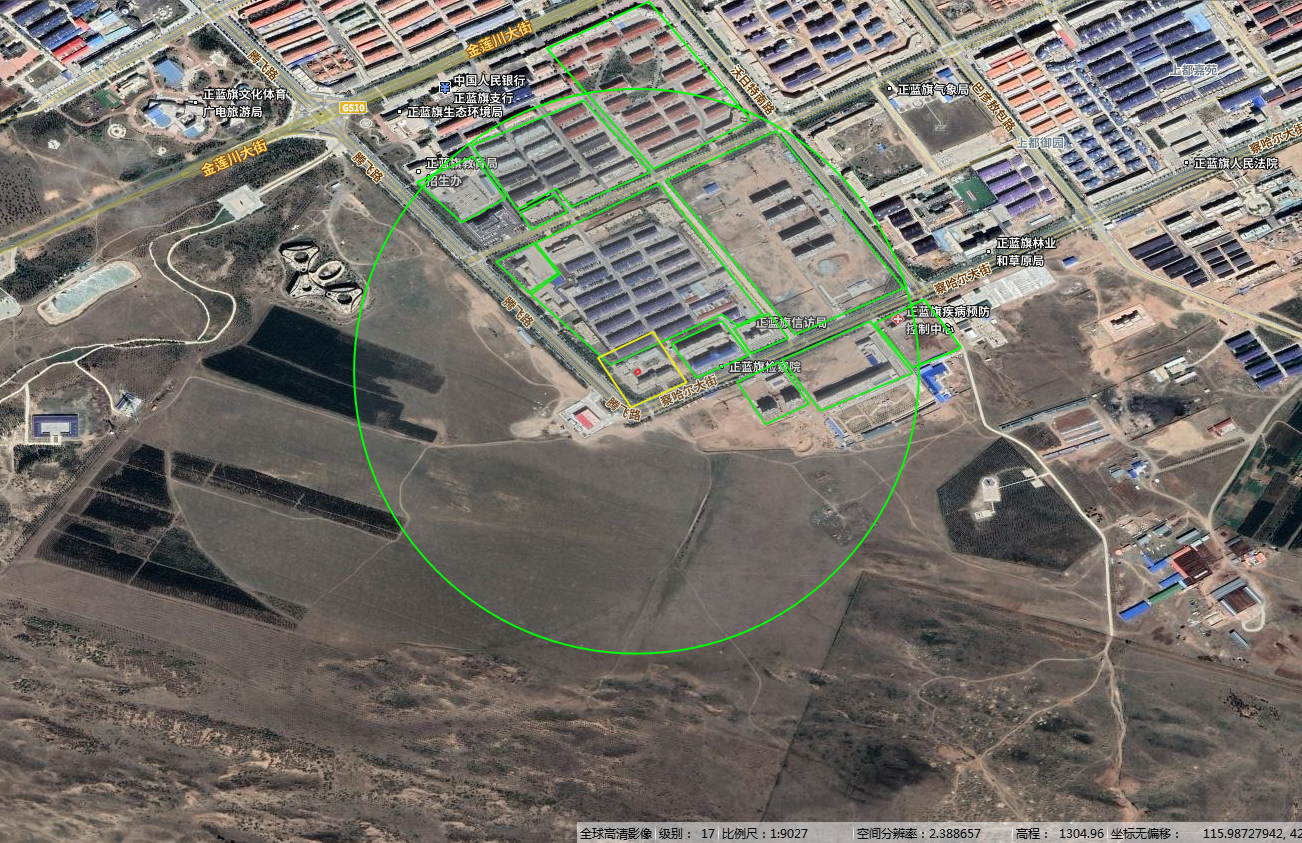 金莲川大街
腾飞路
中国人民银行
正蓝旗支行
正蓝旗文化体育
广电旅游局
G510
正蓝旗生态环境局
沐日特南路
正蓝旗气象局
上都嘉苑
上都御园
察哈尔大街
正蓝旗人民法院
金莲川大街
腾飞路
正蓝旗教育局
招生办
正蓝旗林业
和草原局
察哈尔大街
腾飞路
正蓝旗信访局
正蓝旗疾病预防
控制中心
正蓝旗检察院
察哈尔大街
腾飞路
全球高清影像 级别： 17 比例尺：1:9027 空间分辨率：2.388657 高程： 1304.96 坐标无偏移： 115.98727942, 42